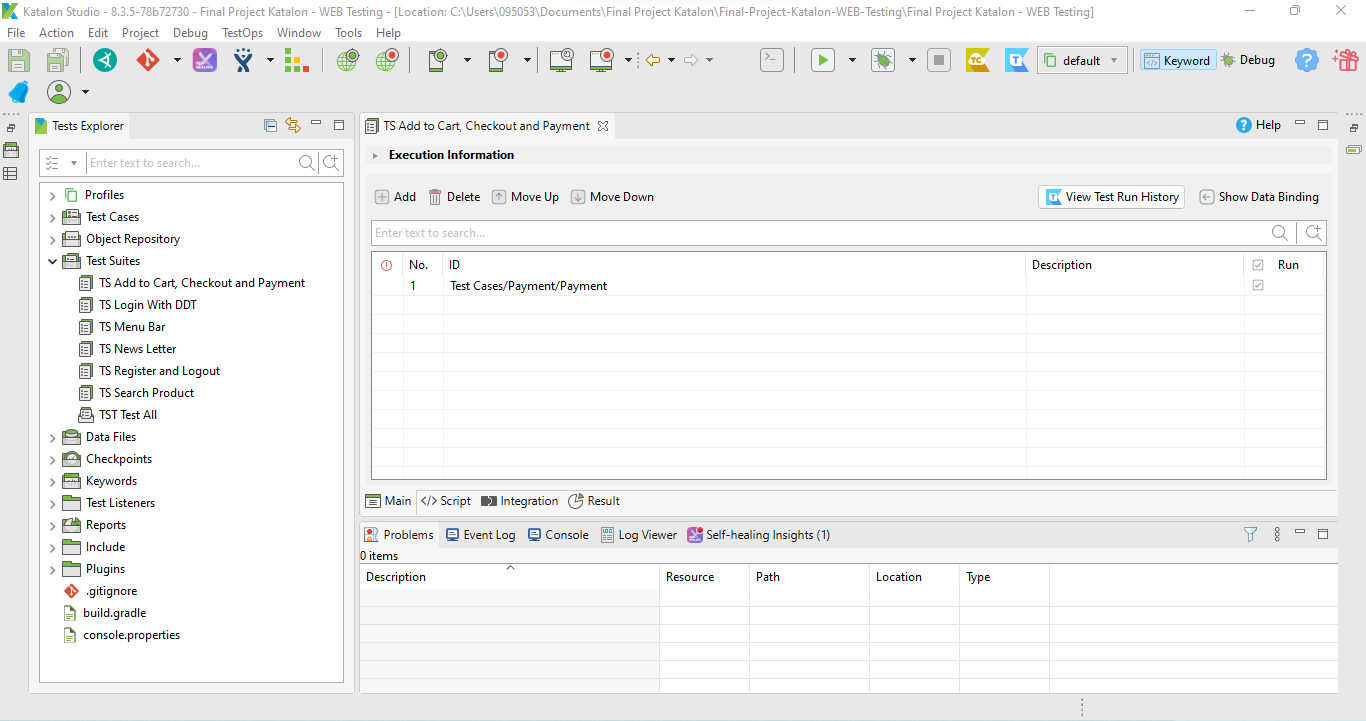 Katalon Studio - 8.3.5-78b72730 - Final Project Katalon - WEB Testing - [Location: C:\Users\095053\Documents\Final Project Katalon\Final-Project-Katalon-WEB-Testing\Final Project Katalon - WEB Testing]
File Action Edit Project Debug TestOps Window Tools Help
default Keyword Debug
Tests Explorer
Enter text to search...
Profiles
Test Cases
Object Repository
Test Suites
TS Add to Cart, Checkout and Payment
TS Login With DDT
TS Menu Bar
TS News Letter
TS Register and Logout
TS Search Product
TST Test All
Data Files
Checkpoints
Keywords
Test Listeners
Reports
Include
Plugins
.gitignore
build.gradle
console.properties
TS Add to Cart, Checkout and Payment Help
Execution Information
Add Delete Move Up Move Down View Test Run History Show Data Binding
Enter text to search...
No. ID Description Run
1 Test Cases/Payment/Payment
Main </> Script Integration Result
Problems Event Log Console Log Viewer Self-healing Insights (1)
0 items
Description Resource Path Location Type